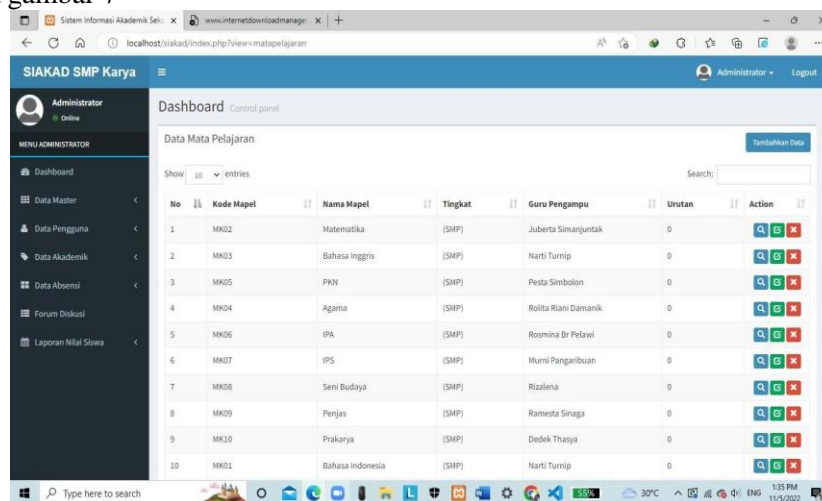 gambar 7
Sistem Informasi Akademik Seko
www.internetdownloadmanager
localhost/siakad/index.php?view=matapelajaran
SIAKAD SMP Karya
Administrator
Logout
Administrator
Online
MENU ADMINISTRATOR
Dashboard
Data Master
Data Pengguna
Data Akademik
Data Absensi
Forum Diskusi
Laporan Nilai Siswa
Dashboard Control panel
Data Mata Pelajaran
Tambahkan Data
Show 10 entries
Search:
No Kode Mapel Nama Mapel Tingkat Guru Pengampu Urutan Action
1 MK02 Matematika (SMP) Juberta Simanjuntak 0
2 MK03 Bahasa Inggris (SMP) Narti Turnip 0
3 MK05 PKN (SMP) Pesta Simbolon 0
4 MK04 Agama (SMP) Rolita Riani Damanik 0
5 MK06 IPA (SMP) Rosmina Br Pelawi 0
6 MK07 IPS (SMP) Murni Pangaribuan 0
7 MK08 Seni Budaya (SMP) Rizalena 0
8 MK09 Penjas (SMP) Ramesta Sinaga 0
9 MK10 Prakarya (SMP) Dedek Thasya 0
10 MK01 Bahasa Indonesia (SMP) Narti Turnip 0
Type here to search
55%
30°C
ENG
1:35 PM
11/5/2022